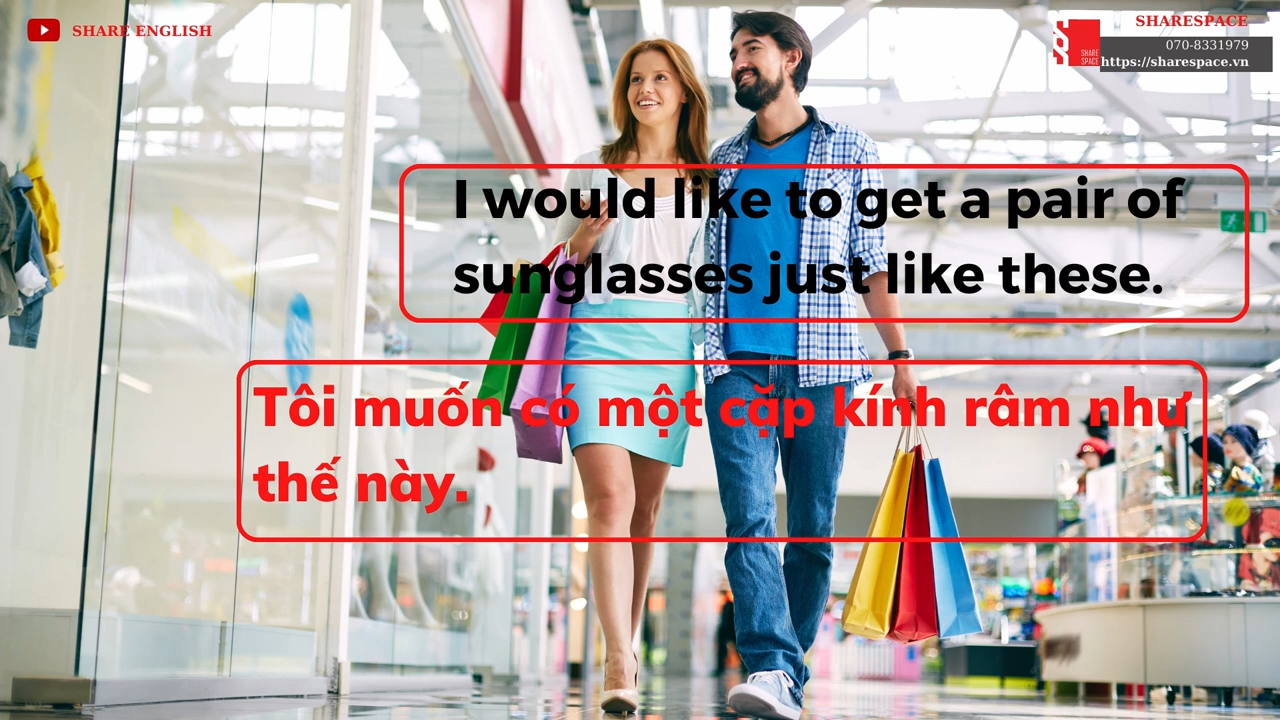 SHARE ENGLISH
SHARESPACE
070-8331979
https://sharespace.vn
SHARE
SPACE
I would like to get a pair of
sunglasses just like these.
Tôi muốn có một cặp kính râm như
thế này.